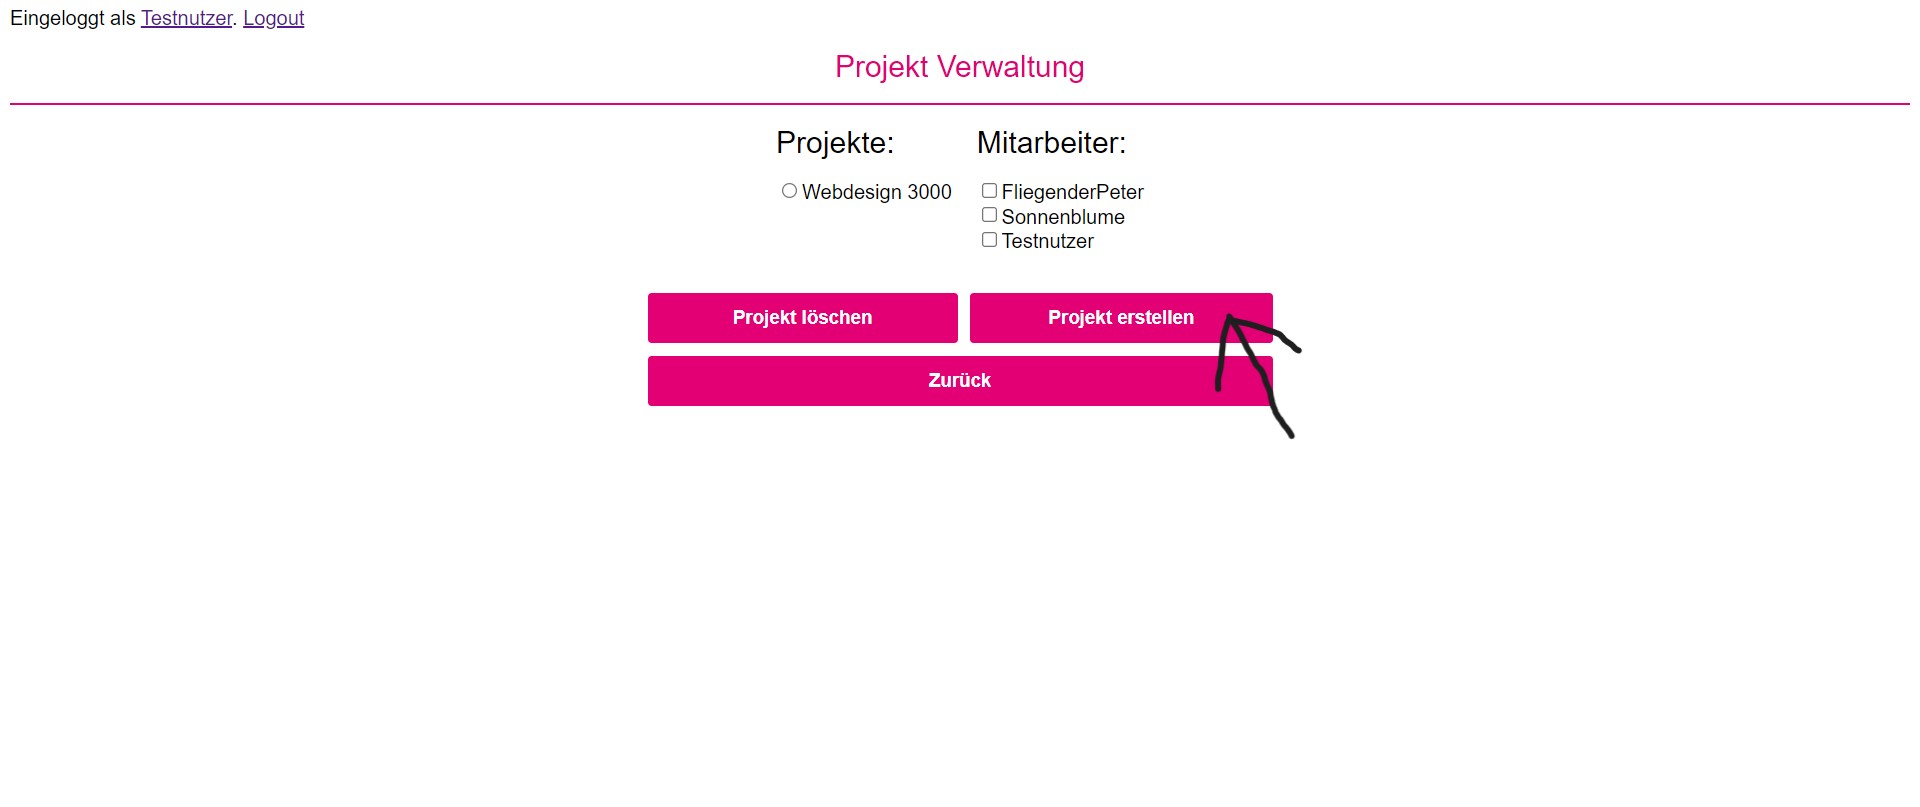 Eingeloggt als Testnutzer. Logout
Projekt Verwaltung
Projekte:
Webdesign 3000
Mitarbeiter:
FliegenderPeter
Sonnenblume
Testnutzer
Projekt löschen
Projekt erstellen
Zurück